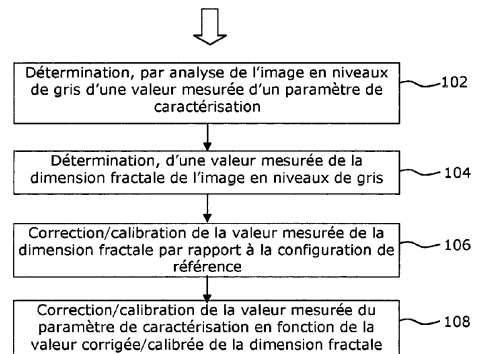 Détermination, par analyse de l'image en niveaux
de gris d'une valeur mesurée d'un paramètre de
caractérisation
102
Détermination, d'une valeur mesurée de la
dimension fractale de l'image en niveaux de gris
104
Correction/calibration de la valeur mesurée de la
dimension fractale par rapport à la configuration de
référence
106
Correction/calibration de la valeur mesurée du
paramètre de caractérisation en fonction de la
valeur corrigée/calibrée de la dimension fractale
108